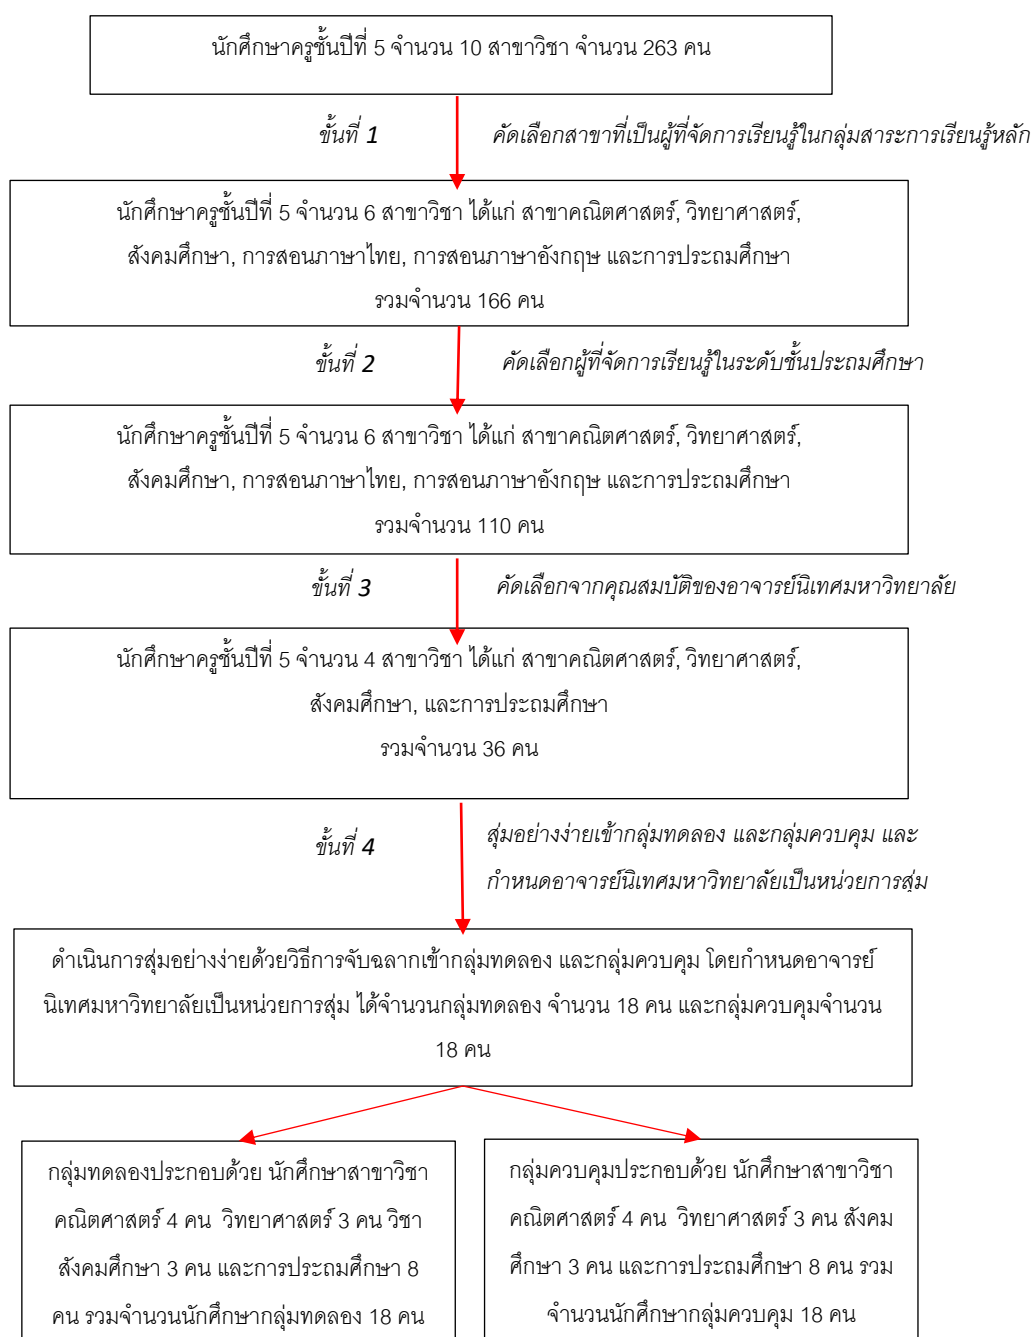 นักศึกษาครูชั้นปีที่ 5 จำนวน 10 สาขาวิชา จำนวน 263 คน
ขั้นที่ 1
คัดเลือกสาขาที่เป็นผู้ที่จัดการเรียนรู้ในกลุ่มสาระการเรียนรู้หลัก
นักศึกษาครูชั้นปีที่ 5 จำนวน 6 สาขาวิชา ได้แก่ สาขาคณิตศาสตร์, วิทยาศาสตร์,
สังคมศึกษา, การสอนภาษาไทย, การสอนภาษาอังกฤษ และการประถมศึกษา
รวมจำนวน 166 คน
ขั้นที่ 2
คัดเลือกผู้ที่จัดการเรียนรู้ในระดับชั้นประถมศึกษา
นักศึกษาครูชั้นปีที่ 5 จำนวน 6 สาขาวิชา ได้แก่ สาขาคณิตศาสตร์, วิทยาศาสตร์,
สังคมศึกษา, การสอนภาษาไทย, การสอนภาษาอังกฤษ และการประถมศึกษา
รวมจำนวน 110 คน
ขั้นที่ 3
คัดเลือกจากคุณสมบัติของอาจารย์นิเทศมหาวิทยาลัย
นักศึกษาครูชั้นปีที่ 5 จำนวน 4 สาขาวิชา ได้แก่ สาขาคณิตศาสตร์, วิทยาศาสตร์,
สังคมศึกษา, และการประถมศึกษา
รวมจำนวน 36 คน
ขั้นที่ 4
สุ่มอย่างง่ายเข้ากลุ่มทดลอง และกลุ่มควบคุม และ
กำหนดอาจารย์นิเทศมหาวิทยาลัยเป็นหน่วยการสุ่ม
ดำเนินการสุ่มอย่างง่ายด้วยวิธีการจับฉลากเข้ากลุ่มทดลอง และกลุ่มควบคุม โดยกำหนดอาจารย์
นิเทศมหาวิทยาลัยเป็นหน่วยการสุ่ม ได้จำนวนกลุ่มทดลอง จำนวน 18 คน และกลุ่มควบคุมจำนวน
18 คน
กลุ่มทดลองประกอบด้วย นักศึกษาสาขาวิชา
คณิตศาสตร์ 4 คน วิทยาศาสตร์ 3 คน วิชา
สังคมศึกษา 3 คน และการประถมศึกษา 8
คน รวมจำนวนนักศึกษากลุ่มทดลอง 18 คน
กลุ่มควบคุมประกอบด้วย นักศึกษาสาขาวิชา
คณิตศาสตร์ 4 คน วิทยาศาสตร์ 3 คน สังคม
ศึกษา 3 คน และการประถมศึกษา 8 คน รวม
จำนวนนักศึกษากลุ่มควบคุม 18 คน